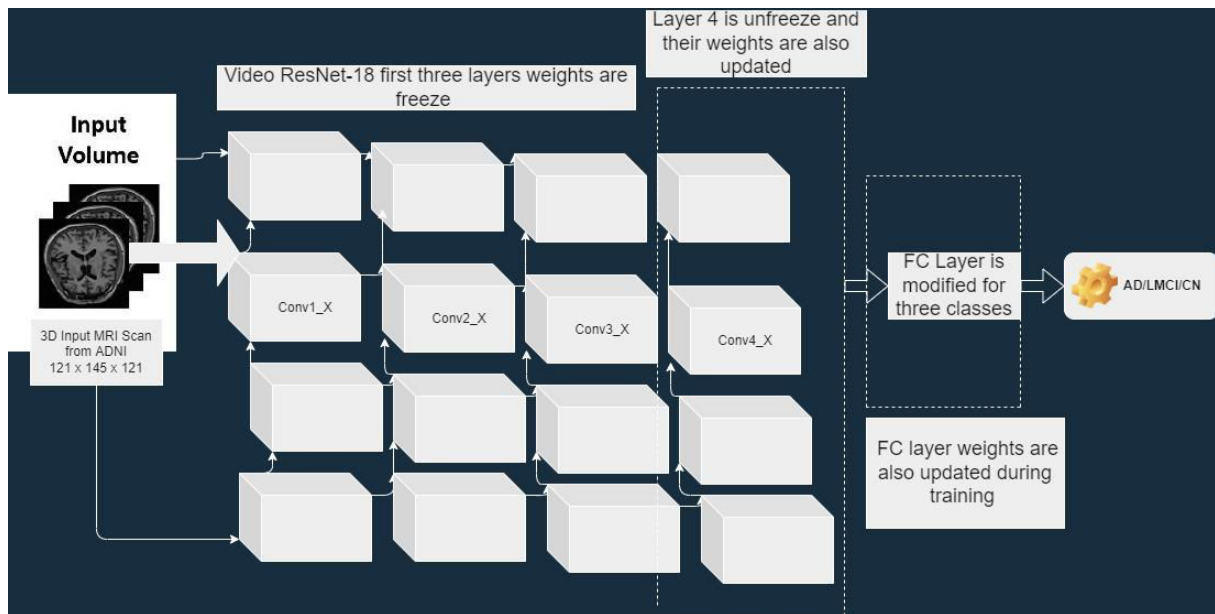 Layer 4 is unfreeze and
their weights are also
updated
Video ResNet-18 first three layers weights are
freeze
Input
Volume
3D Input MRI Scan
from ADNI
121 x 145 x 121
Conv1_X
Conv2_X
Conv3_X
Conv4_X
FC Layer is
modified for
three classes
AD/LMCI/CN
FC layer weights are
also updated during
training